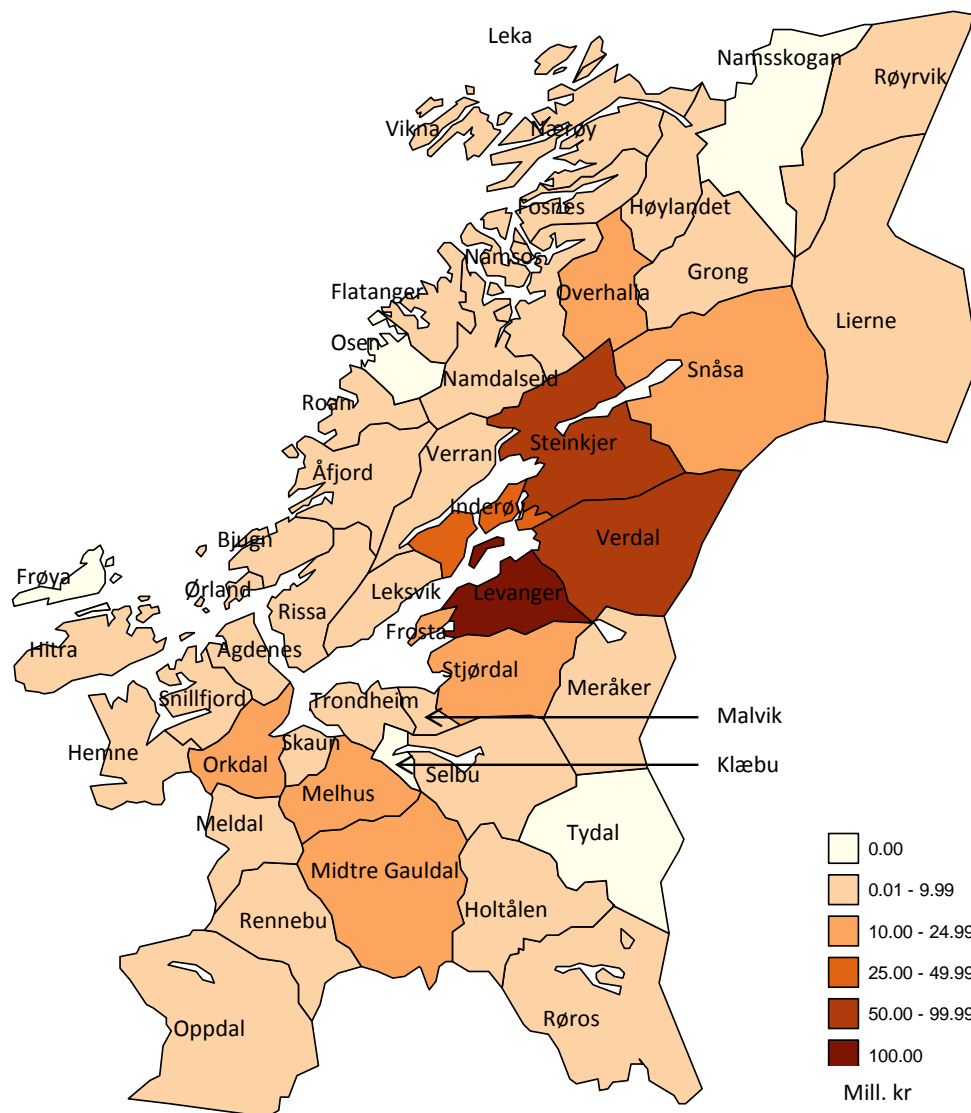 Leka
Namsskogan
Røyrvik
Vikna
Nærøy
Fosnes
Høylandet
Namsos
Grong
Flatanger
Overhalla
Lierne
Osen
Snåsa
Namdalseid
Roan
Steinkjer
Verran
Åfjord
Inderøy
Verdal
Bjugn
Frøya
Ørland
Rissa
Leksvik
Levanger
Frosta
Hitra
Agdenes
Stjørdal
Meråker
Snillfjord
Trondheim
Malvik
Hemne
Skaun
Orkdal
Selbu
Klæbu
Melhus
Meldal
Tydal
Midtre Gauldal
Holtålen
Rennebu
Oppdal
Røros
0.00
0.01 - 9.99
10.00 - 24.99
25.00 - 49.99
50.00 - 99.99
100.00
Mill. kr